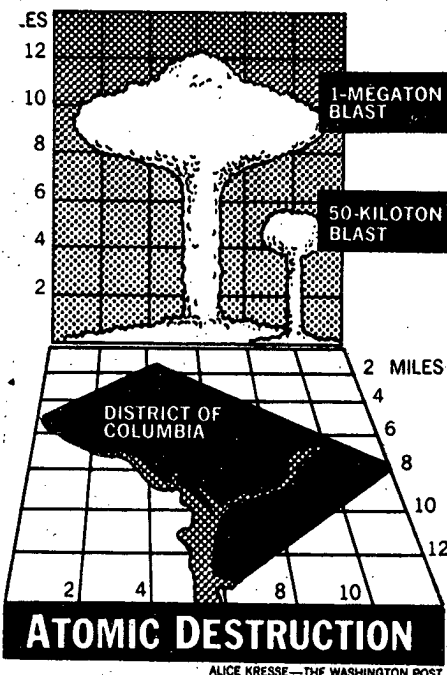 LES
12
10
8
6
4
2
1-MEGATON
BLAST
50-KILOTON
BLAST
2 MILES
4
6
8
10
12
DISTRICT OF
COLUMBIA
2 4 8 10
ATOMIC DESTRUCTION
ALICE KRESSE—THE WASHINGTON POST